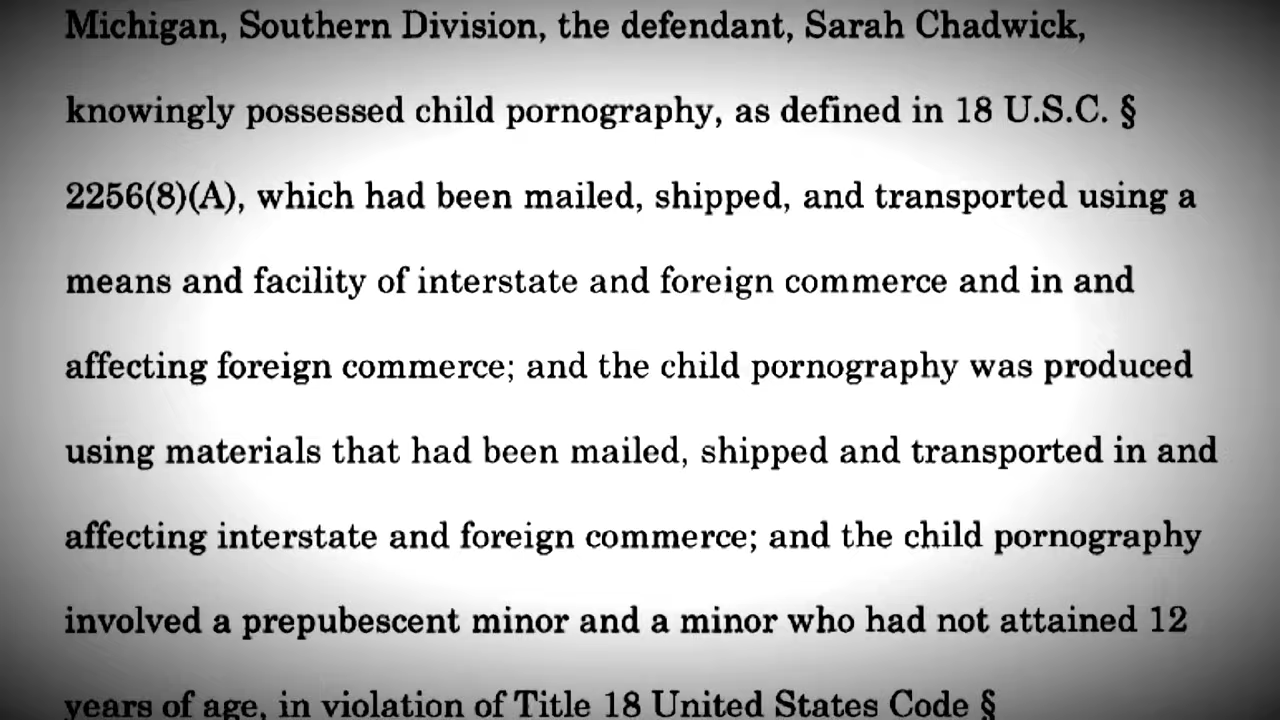 Michigan, Southern Division, the defendant, Sarah Chadwick,
knowingly possessed child pornography, as defined in 18 U.S.C. §
2256(8)(A), which had been mailed, shipped, and transported using a
means and facility of interstate and foreign commerce and in and
affecting foreign commerce; and the child pornography was produced
using materials that had been mailed, shipped and transported in and
affecting interstate and foreign commerce; and the child pornography
involved a prepubescent minor and a minor who had not attained 12
years of age, in violation of Title 18 United States Code §